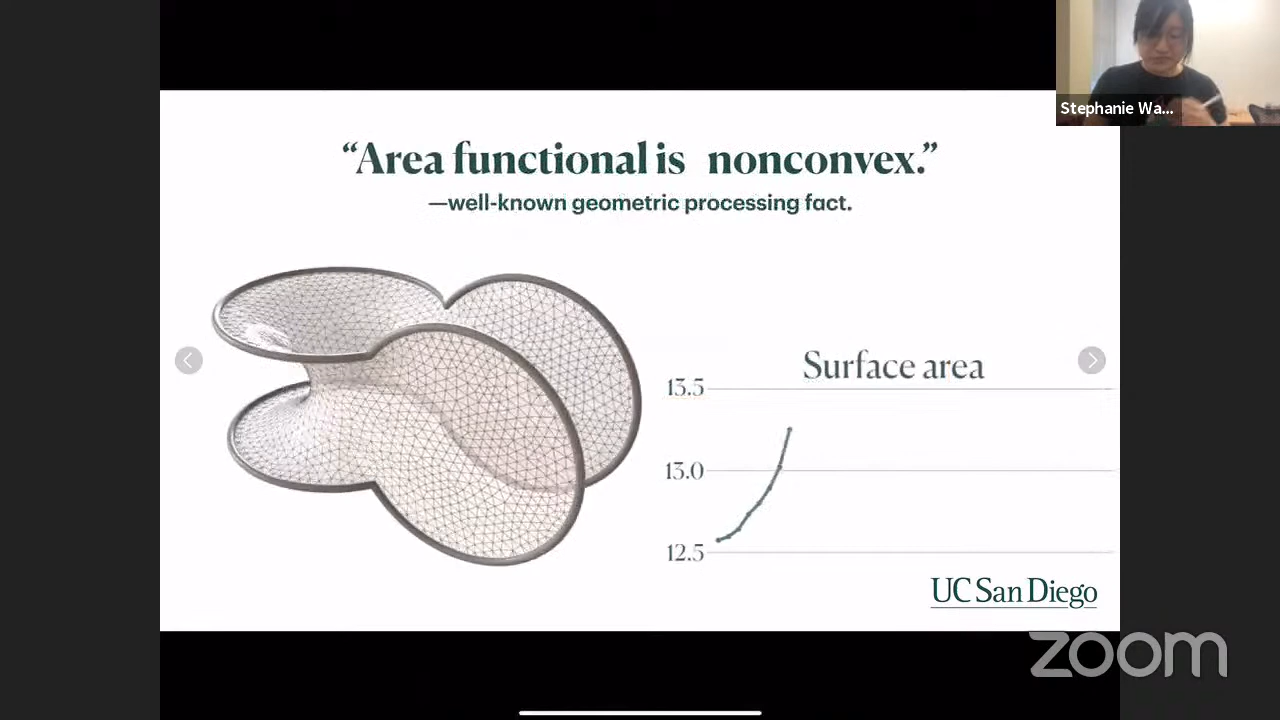 Stephanie Wa...
“Area functional is nonconvex.”
—well-known geometric processing fact.
Surface area
13.5
13.0
12.5
UC San Diego
zoom